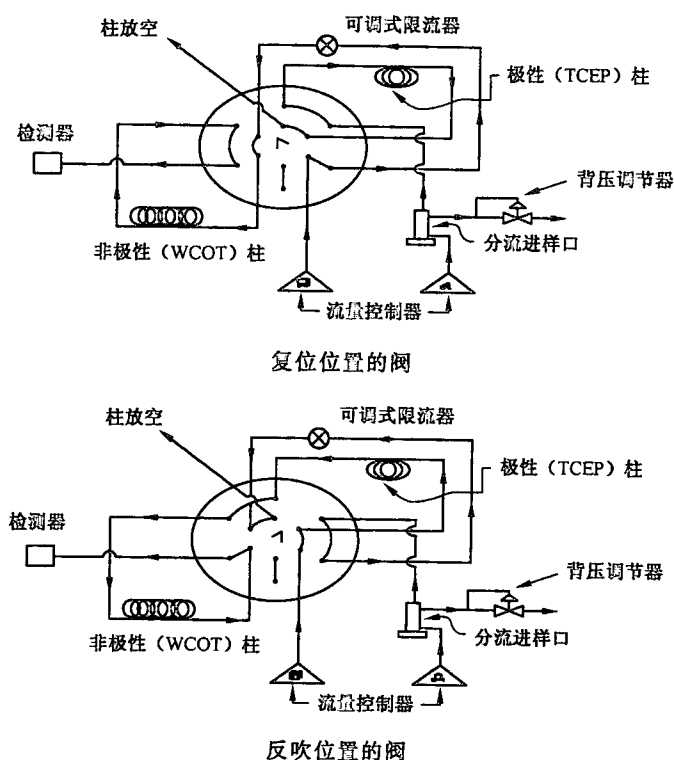 柱放空
可调式限流器
极性(TCEP)柱
检测器
背压调节器
非极性(WCOT)柱
分流进样口
流量控制器
复位位置的阀
柱放空
可调式限流器
极性(TCEP)柱
检测器
背压调节器
非极性(WCOT)柱
分流进样口
流量控制器
反吹位置的阀